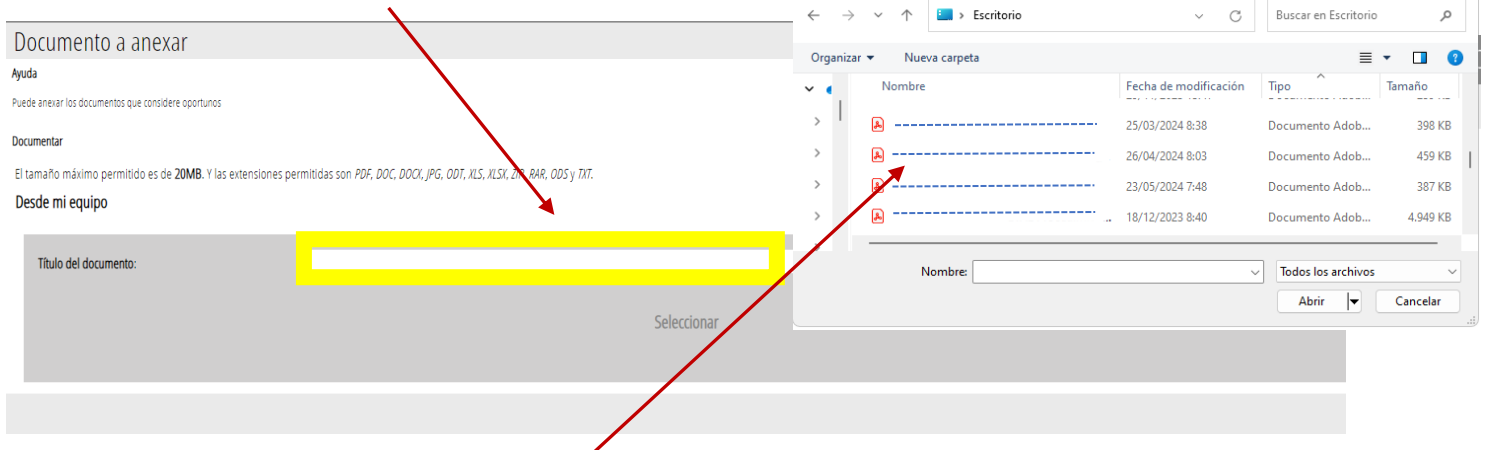 Documento a anexar
Ayuda
Puede anexar los documentos que considere oportunos
Documentar
El tamaño máximo permitido es de 20MB. Y las extensiones permitidas son PDF, DOC, DOCX, JPG, ODT, XLS, XLSX, ZIP, RAR, ODS y TXT.
Desde mi equipo
Título del documento:
Seleccionar
Escritorio
Buscar en Escritorio
Organizar
Nueva carpeta
Nombre Fecha de modificación Tipo Tamaño
25/03/2024 8:38 Documento Adob... 398 KB
26/04/2024 8:03 Documento Adob... 459 KB
23/05/2024 7:48 Documento Adob... 387 KB
.. 18/12/2023 8:40 Documento Adob... 4.949 KB
Nombre:
Todos los archivos
Abrir
Cancelar